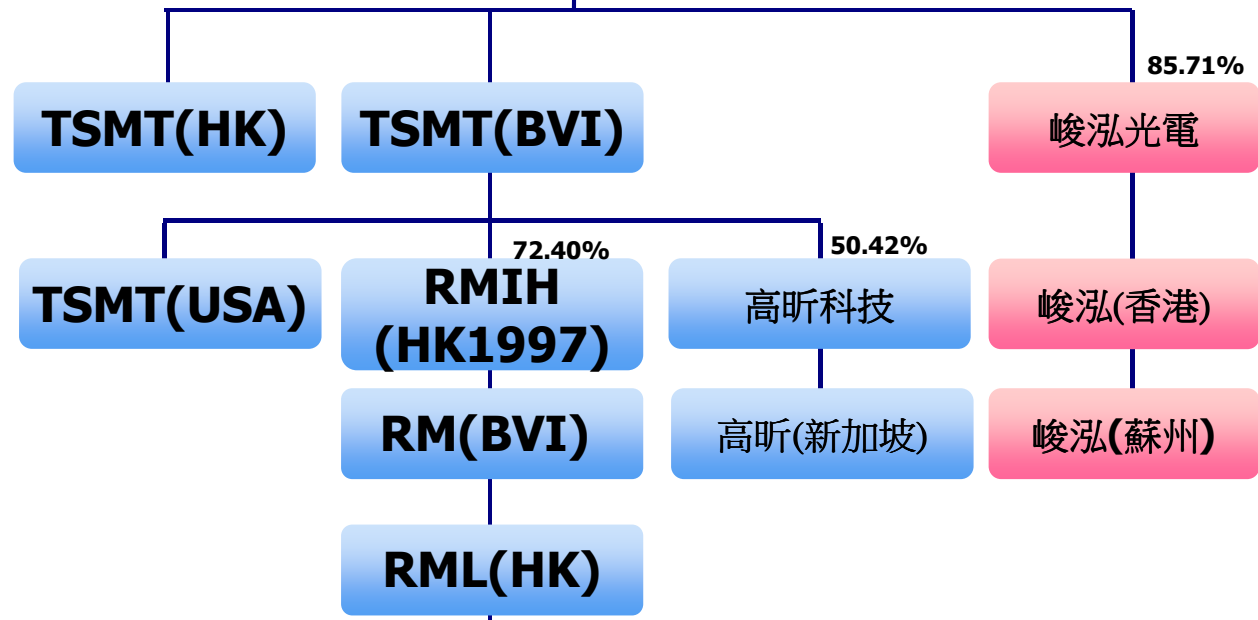 85.71%
TSMT(HK)
TSMT(BVI)
峻泓光電
72.40%
50.42%
TSMT(USA)
RMIH
(HK1997)
高昕科技
峻泓(香港)
RM(BVI)
高昕(新加坡)
峻泓(蘇州)
RML(HK)